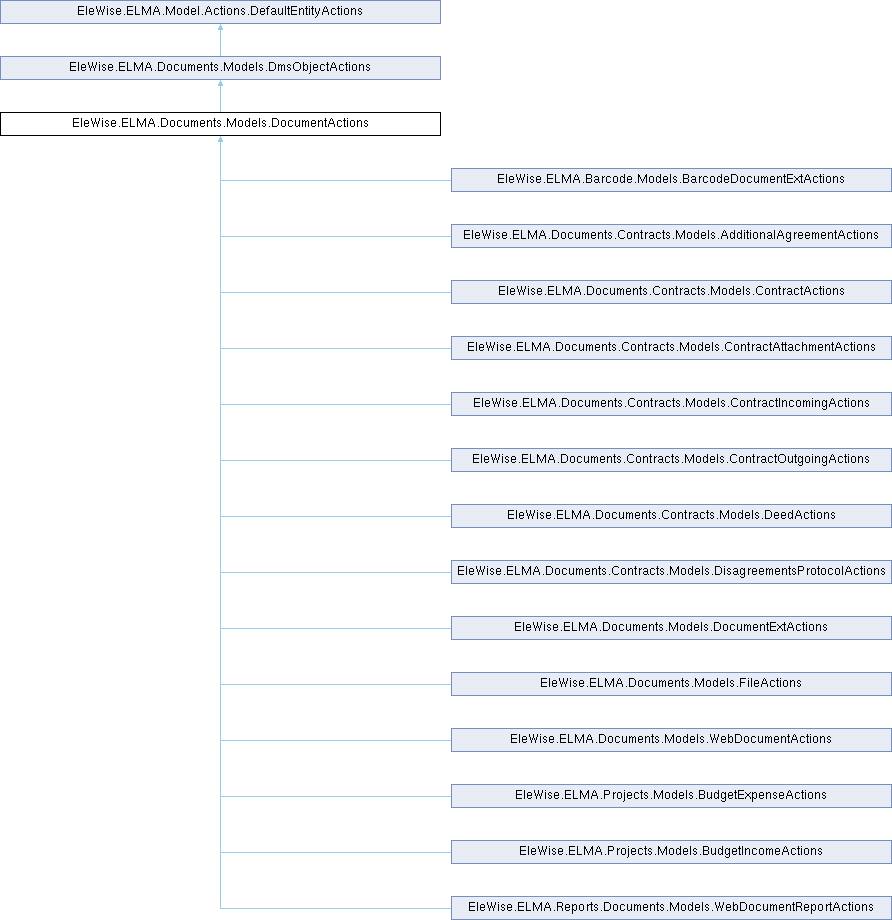 EleWise.ELMA.Model.Actions.DefaultEntityActions
EleWise.ELMA.Documents.Models.DmsObjectActions
EleWise.ELMA.Documents.Models.DocumentActions
EleWise.ELMA.Barcode.Models.BarcodeDocumentExtActions
EleWise.ELMA.Documents.Contracts.Models.AdditionalAgreementActions
EleWise.ELMA.Documents.Contracts.Models.ContractActions
EleWise.ELMA.Documents.Contracts.Models.ContractAttachmentActions
EleWise.ELMA.Documents.Contracts.Models.ContractIncomingActions
EleWise.ELMA.Documents.Contracts.Models.ContractOutgoingActions
EleWise.ELMA.Documents.Contracts.Models.DeedActions
EleWise.ELMA.Documents.Contracts.Models.DisagreementsProtocolActions
EleWise.ELMA.Documents.Models.DocumentExtActions
EleWise.ELMA.Documents.Models.FileActions
EleWise.ELMA.Documents.Models.WebDocumentActions
EleWise.ELMA.Projects.Models.BudgetExpenseActions
EleWise.ELMA.Projects.Models.BudgetIncomeActions
EleWise.ELMA.Reports.Documents.Models.WebDocumentReportActions